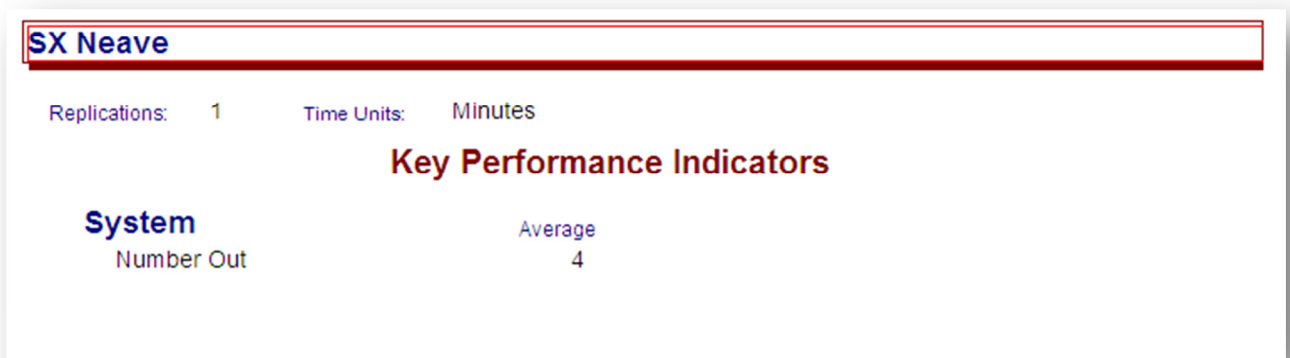 SX Neave
Replications: 1 Time Units: Minutes
Key Performance Indicators
System Average
Number Out 4